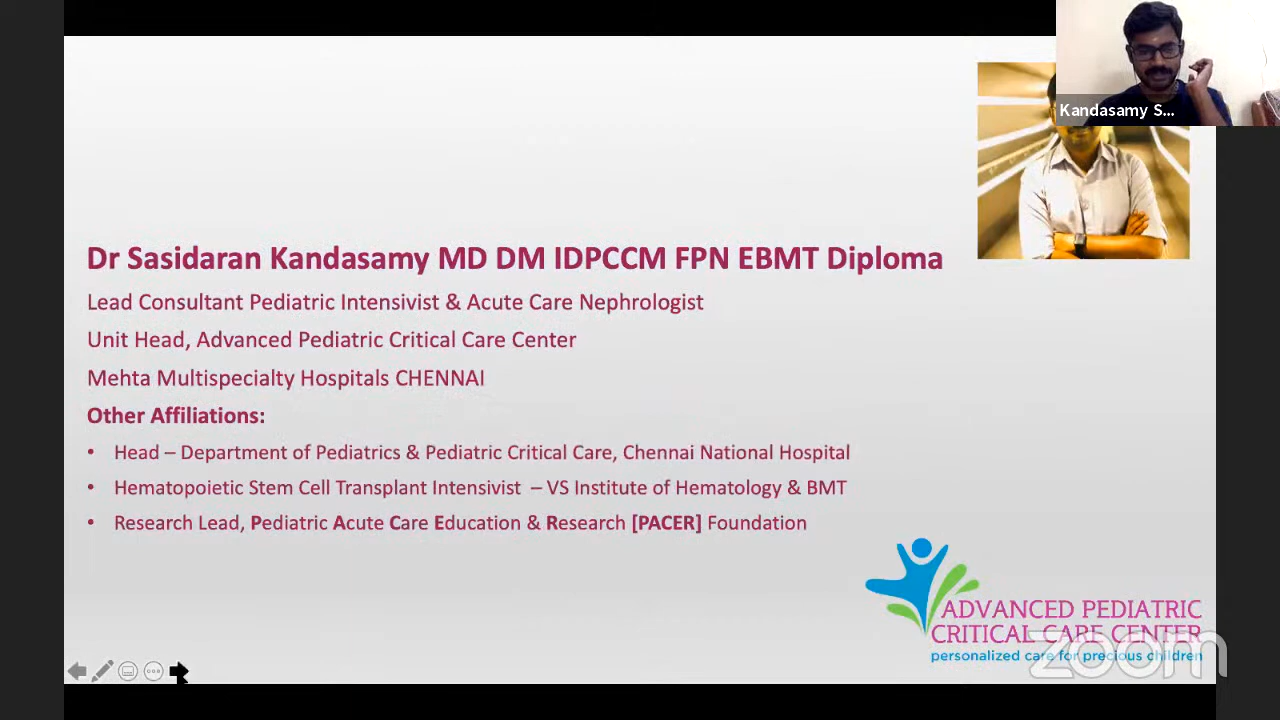 Kandasamy S...
Dr Sasidaran Kandasamy MD DM IDPCCM FPN EBMT Diploma
Lead Consultant Pediatric Intensivist & Acute Care Nephrologist
Unit Head, Advanced Pediatric Critical Care Center
Mehta Multispecialty Hospitals CHENNAI
Other Affiliations:
• Head – Department of Pediatrics & Pediatric Critical Care, Chennai National Hospital
• Hematopoietic Stem Cell Transplant Intensivist – VS Institute of Hematology & BMT
• Research Lead, Pediatric Acute Care Education & Research [PACER] Foundation
ADVANCED PEDIATRIC
CRITICAL CARE CENTER
personalized care for precious children
zoom